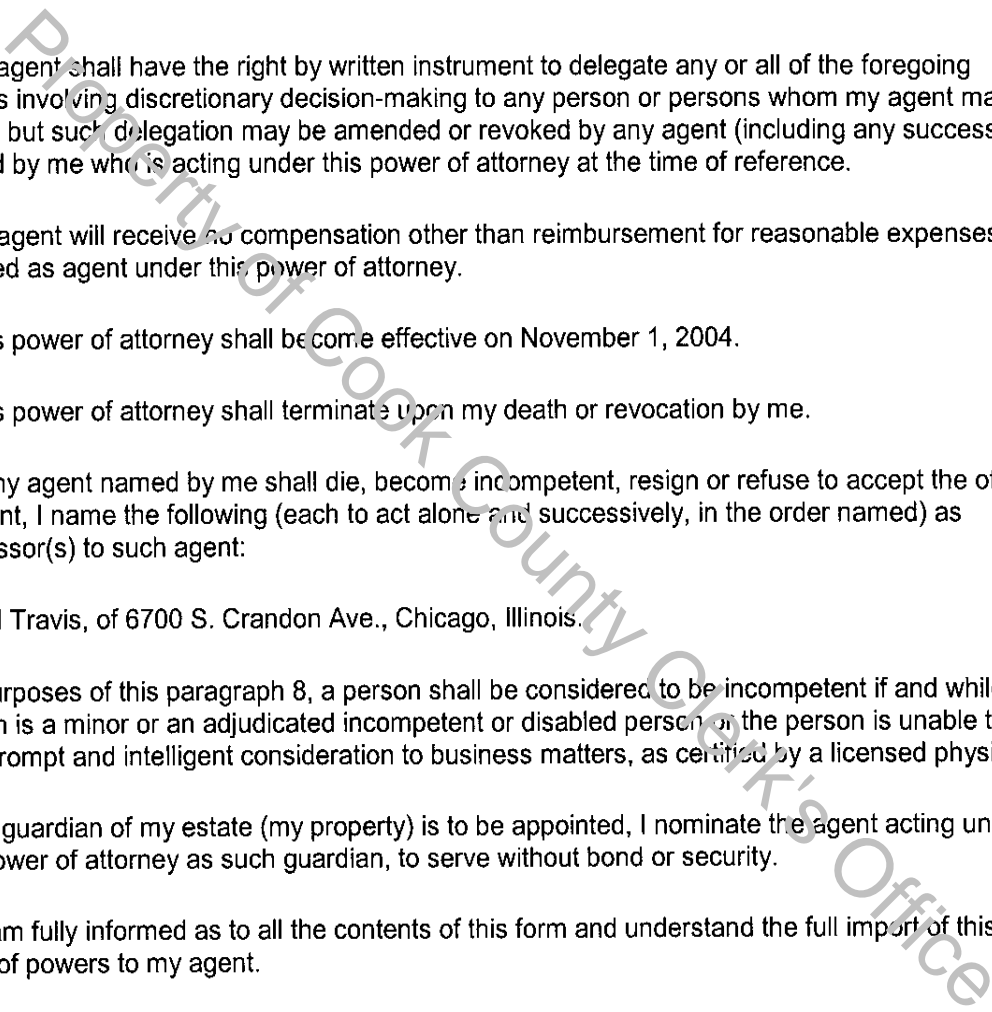 agent shall have the right by written instrument to delegate any or all of the foregoing
s involving discretionary decision-making to any person or persons whom my agent ma
but such delegation may be amended or revoked by any agent (including any success
d by me who is acting under this power of attorney at the time of reference.
agent will receive no compensation other than reimbursement for reasonable expenses
ed as agent under this power of attorney.
s power of attorney shall become effective on November 1, 2004.
s power of attorney shall terminate upon my death or revocation by me.
ny agent named by me shall die, become incompetent, resign or refuse to accept the of
nt, I name the following (each to act alone and successively, in the order named) as
ssor(s) to such agent:
l Travis, of 6700 S. Crandon Ave., Chicago, Illinois.
urposes of this paragraph 8, a person shall be considered to be incompetent if and whil
n is a minor or an adjudicated incompetent or disabled person or the person is unable t
rompt and intelligent consideration to business matters, as certified by a licensed physi
guardian of my estate (my property) is to be appointed, I nominate the agent acting un
ower of attorney as such guardian, to serve without bond or security.
am fully informed as to all the contents of this form and understand the full import of this
of powers to my agent.
Property of Cook County Clerk's Office